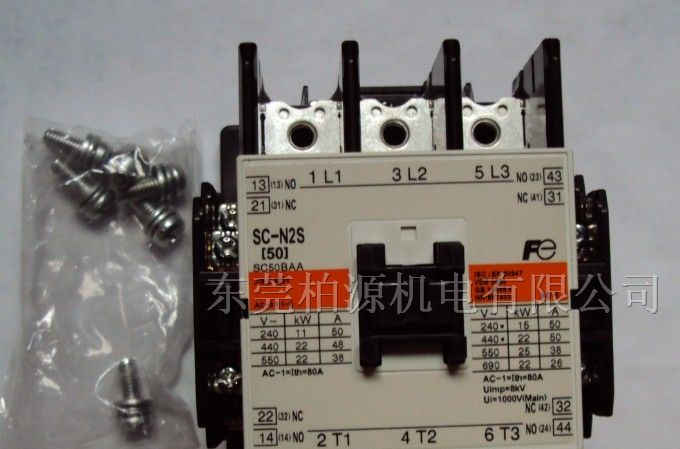 1 L1 3 L2 5 L3
13 (13) NO
21 (31) NC
NO (23) 43
NC (41) 31
SC-N2S
[50]
SC50BAA
Fe
东莞柏源机电有限公司
V~ kW A
240 11 50
440 22 48
550 22 38
AC-1=Ith=80A
V~ kW A
240• 15 50
440• 22 50
550 25 38
690 22 26
AC-1=Ith=80A
Uimp=8kV
Ui=1000V(Main)
22 (32) NC
14 (14) NO
NC (42) 32
NO (24) 44
2 T1 4 T2 6 T3